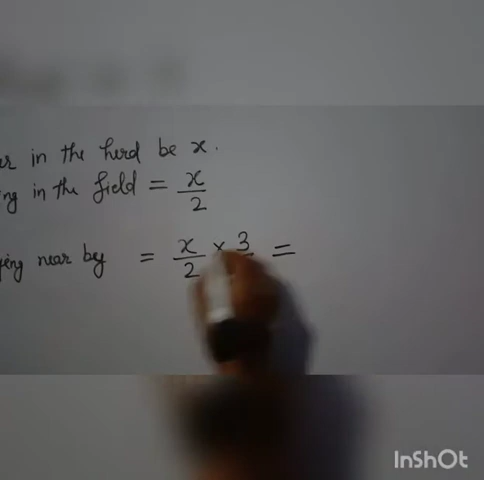 in the herd be x.
in the field = x/2
near by = x/2 × 3 =
InShOt